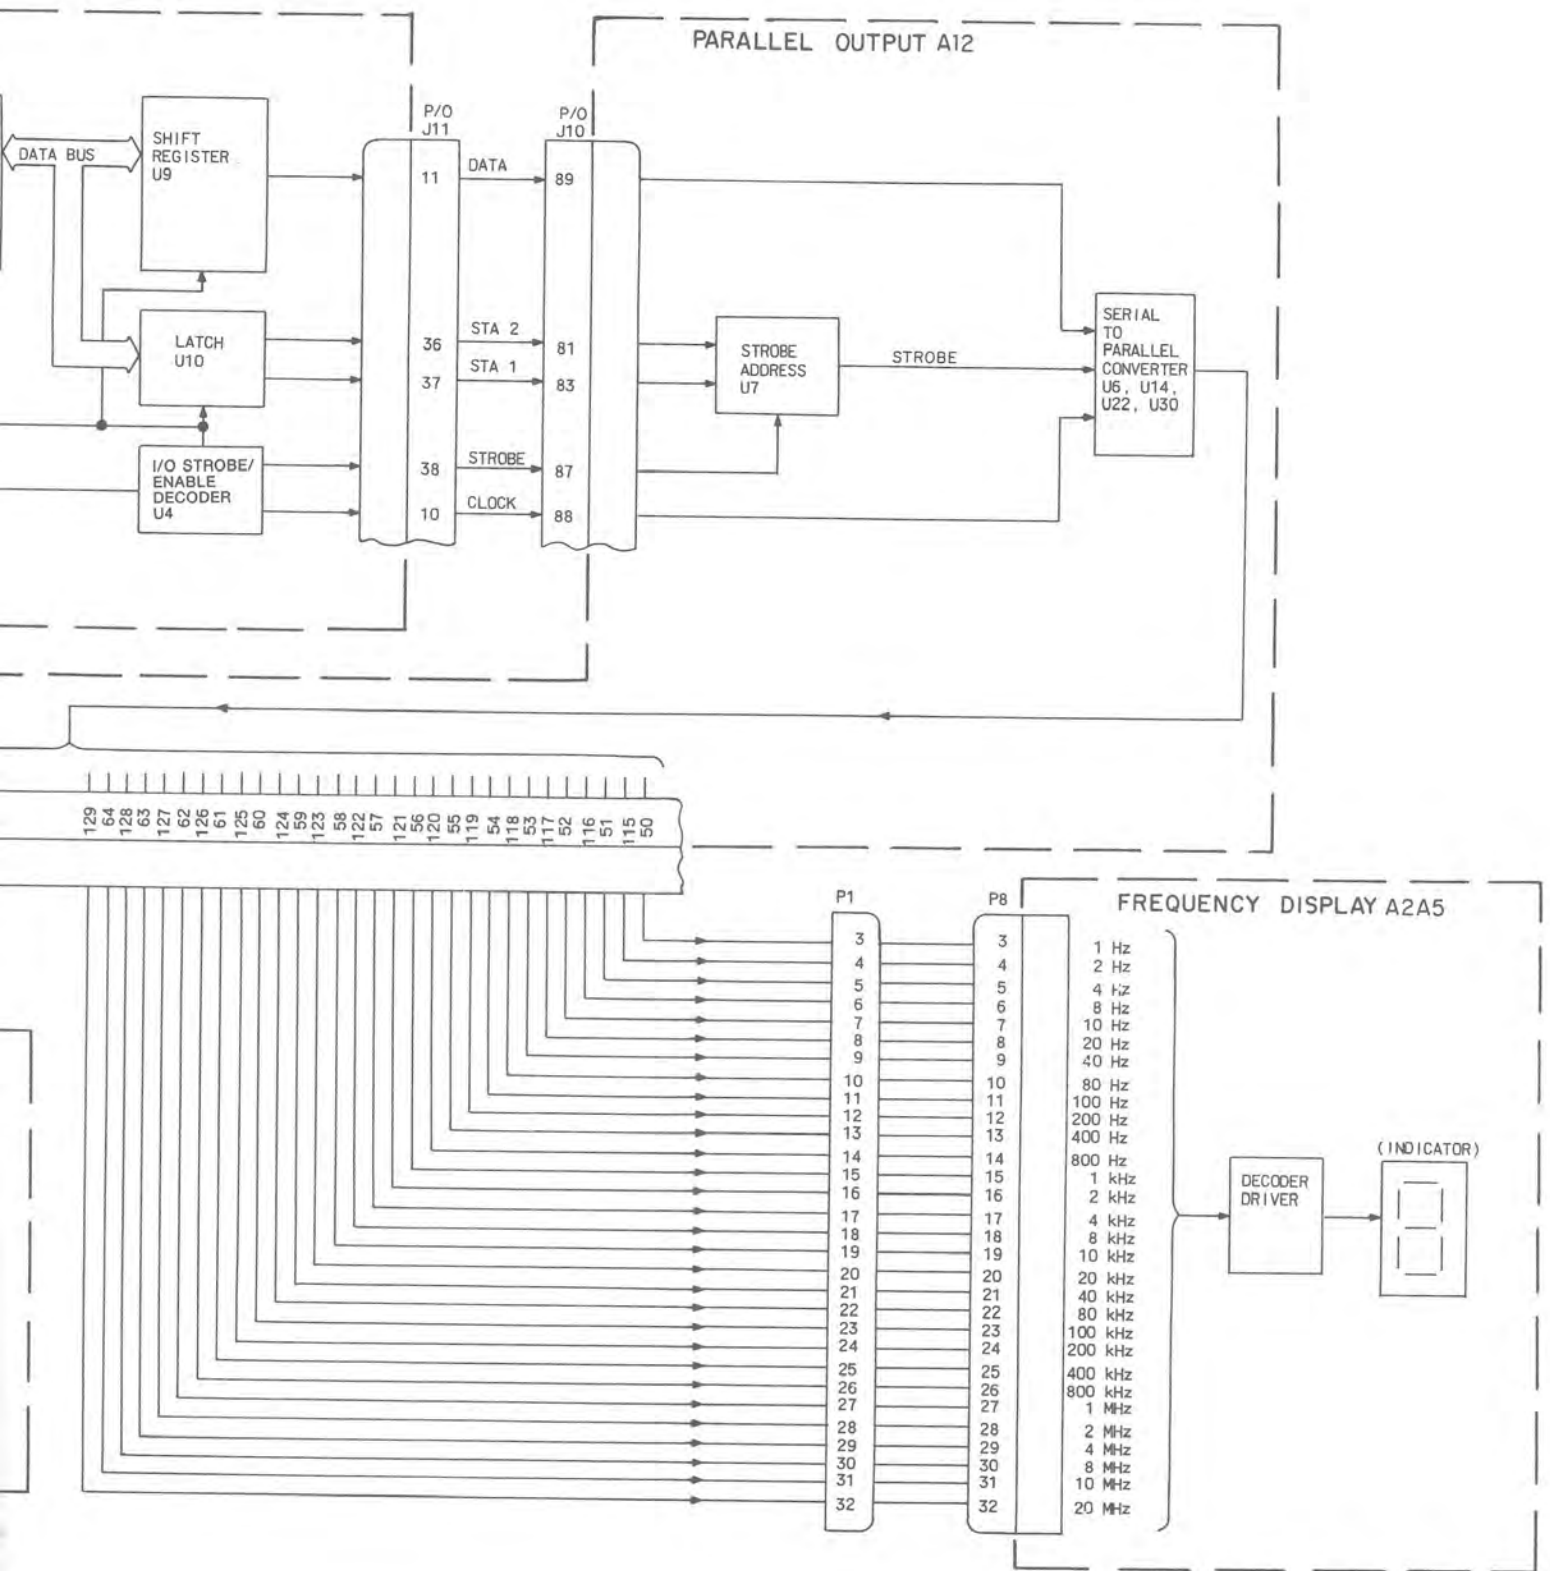 PARALLEL OUTPUT A12
P/O
J11
P/O
J10
SHIFT
REGISTER
U9
DATA BUS
11
DATA
89
LATCH
U10
36
STA 2
81
37
STA 1
83
STROBE
ADDRESS
U7
STROBE
SERIAL
TO
PARALLEL
CONVERTER
U6, U14,
U22, U30
I/O STROBE/
ENABLE
DECODER
U4
38
STROBE
87
10
CLOCK
88
129
64
128
63
127
62
126
61
125
60
124
59
123
58
122
57
121
56
120
55
119
54
118
53
117
52
116
51
115
50
P1
P8
FREQUENCY DISPLAY A2A5
3 3 1 Hz
4 4 2 Hz
5 5 4 Hz
6 6 8 Hz
7 7 10 Hz
8 8 20 Hz
9 9 40 Hz
10 10 80 Hz
11 11 100 Hz
12 12 200 Hz
13 13 400 Hz
14 14 800 Hz
15 15 1 kHz
16 16 2 kHz
17 17 4 kHz
18 18 8 kHz
19 19 10 kHz
20 20 20 kHz
21 21 40 kHz
22 22 80 kHz
23 23 100 kHz
24 24 200 kHz
25 25 400 kHz
26 26 800 kHz
27 27 1 MHz
28 28 2 MHz
29 29 4 MHz
30 30 8 MHz
31 31 10 MHz
32 32 20 MHz
DECODER
DRIVER
(INDICATOR)